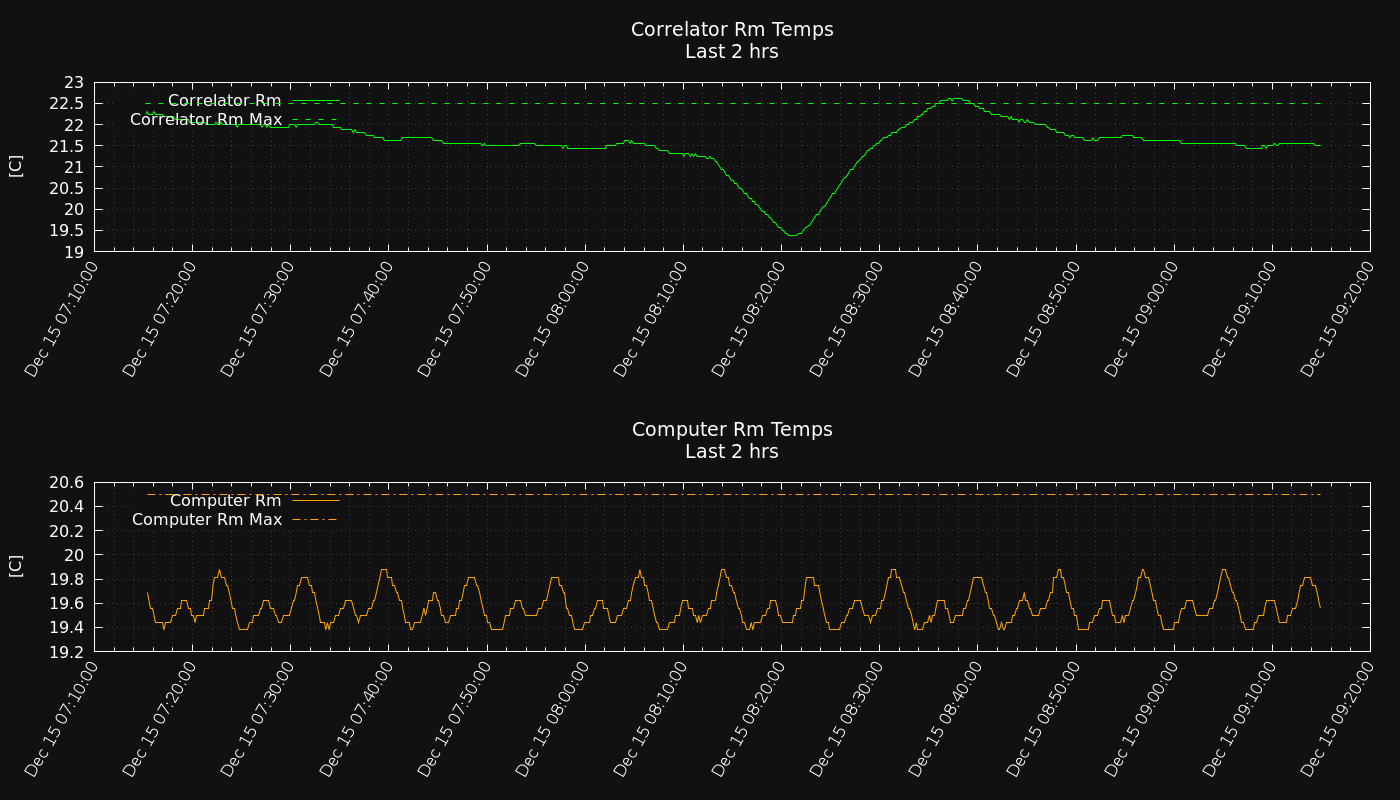 Correlator Rm Temps
Last 2 hrs
23
22.5
22
21.5
21
20.5
20
19.5
19
[C]
Correlator Rm
Correlator Rm Max
Dec 15 07:10:00
Dec 15 07:20:00
Dec 15 07:30:00
Dec 15 07:40:00
Dec 15 07:50:00
Dec 15 08:00:00
Dec 15 08:10:00
Dec 15 08:20:00
Dec 15 08:30:00
Dec 15 08:40:00
Dec 15 08:50:00
Dec 15 09:00:00
Dec 15 09:10:00
Dec 15 09:20:00
Computer Rm Temps
Last 2 hrs
20.6
20.4
20.2
20
19.8
19.6
19.4
19.2
[C]
Computer Rm
Computer Rm Max
Dec 15 07:10:00
Dec 15 07:20:00
Dec 15 07:30:00
Dec 15 07:40:00
Dec 15 07:50:00
Dec 15 08:00:00
Dec 15 08:10:00
Dec 15 08:20:00
Dec 15 08:30:00
Dec 15 08:40:00
Dec 15 08:50:00
Dec 15 09:00:00
Dec 15 09:10:00
Dec 15 09:20:00